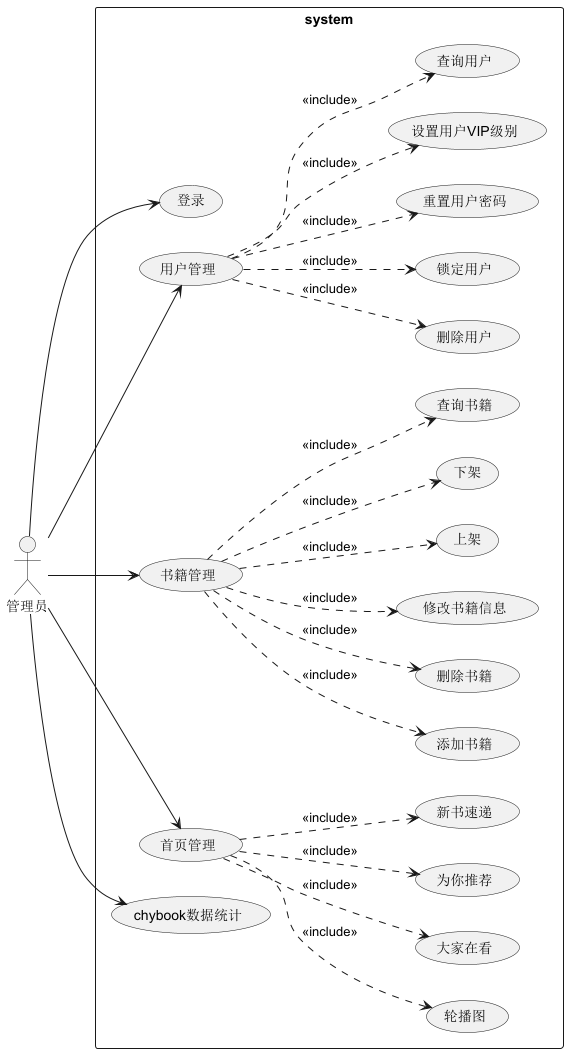 system
查询用户
«include»
设置用户VIP级别
«include»
登录
重置用户密码
«include»
用户管理
锁定用户
«include»
«include»
删除用户
查询书籍
«include»
下架
«include»
上架
«include»
管理员
书籍管理
修改书籍信息
«include»
«include»
删除书籍
«include»
添加书籍
新书速递
«include»
首页管理
为你推荐
«include»
«include»
大家在看
chybook数据统计
«include»
轮播图